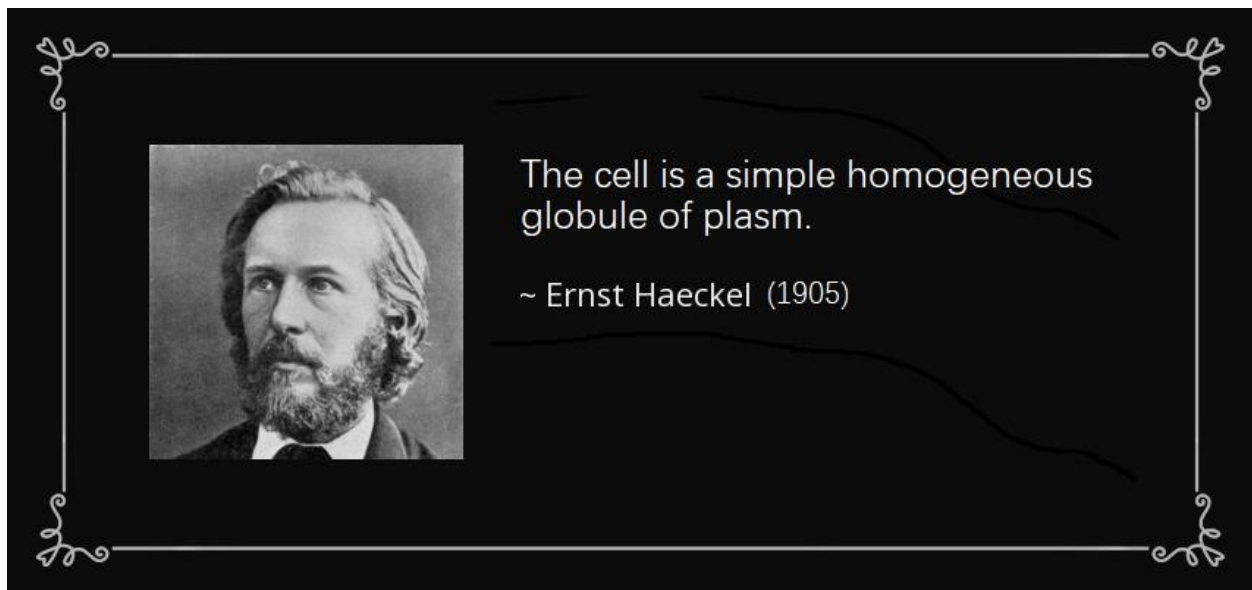 The cell is a simple homogeneous
globule of plasm.
~ Ernst Haeckel (1905)